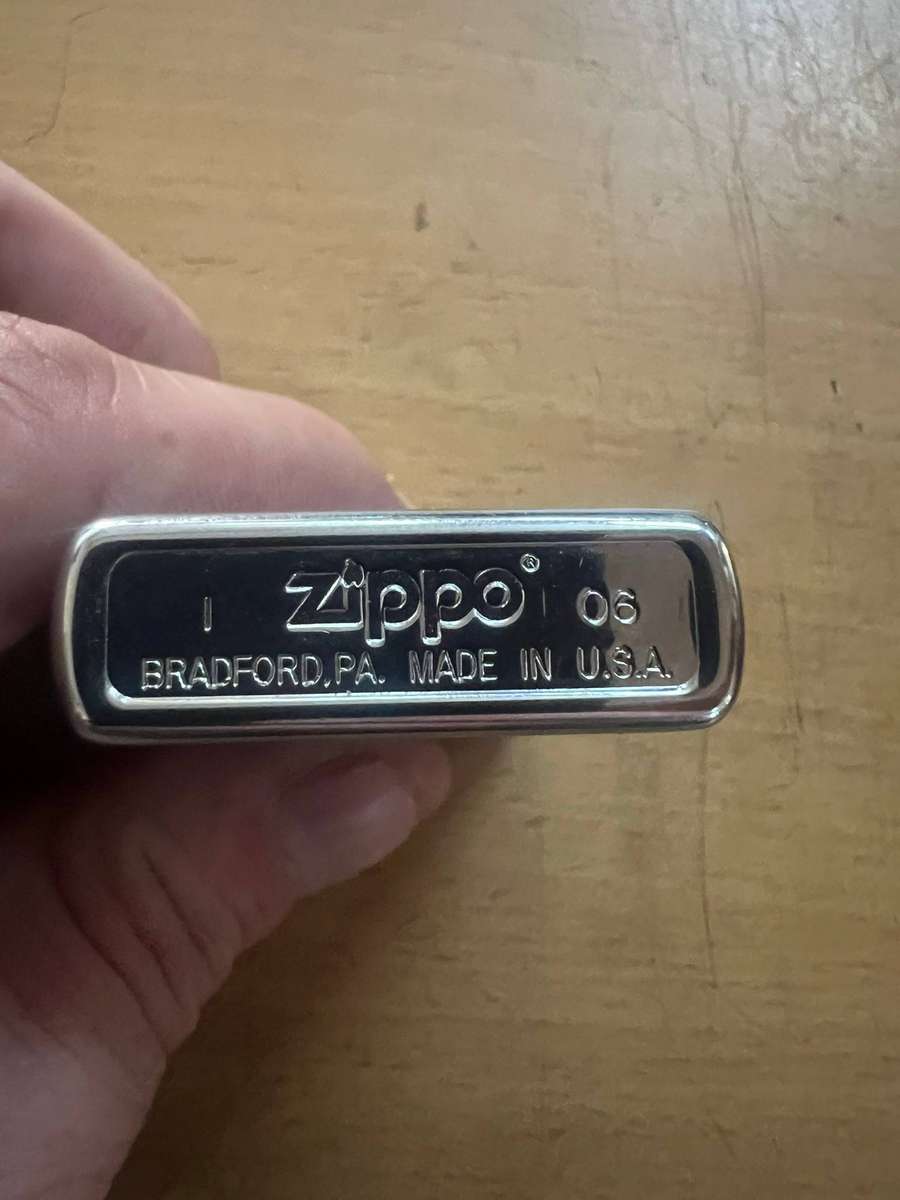 I Zippo® 06
BRADFORD, PA. MADE IN U.S.A.